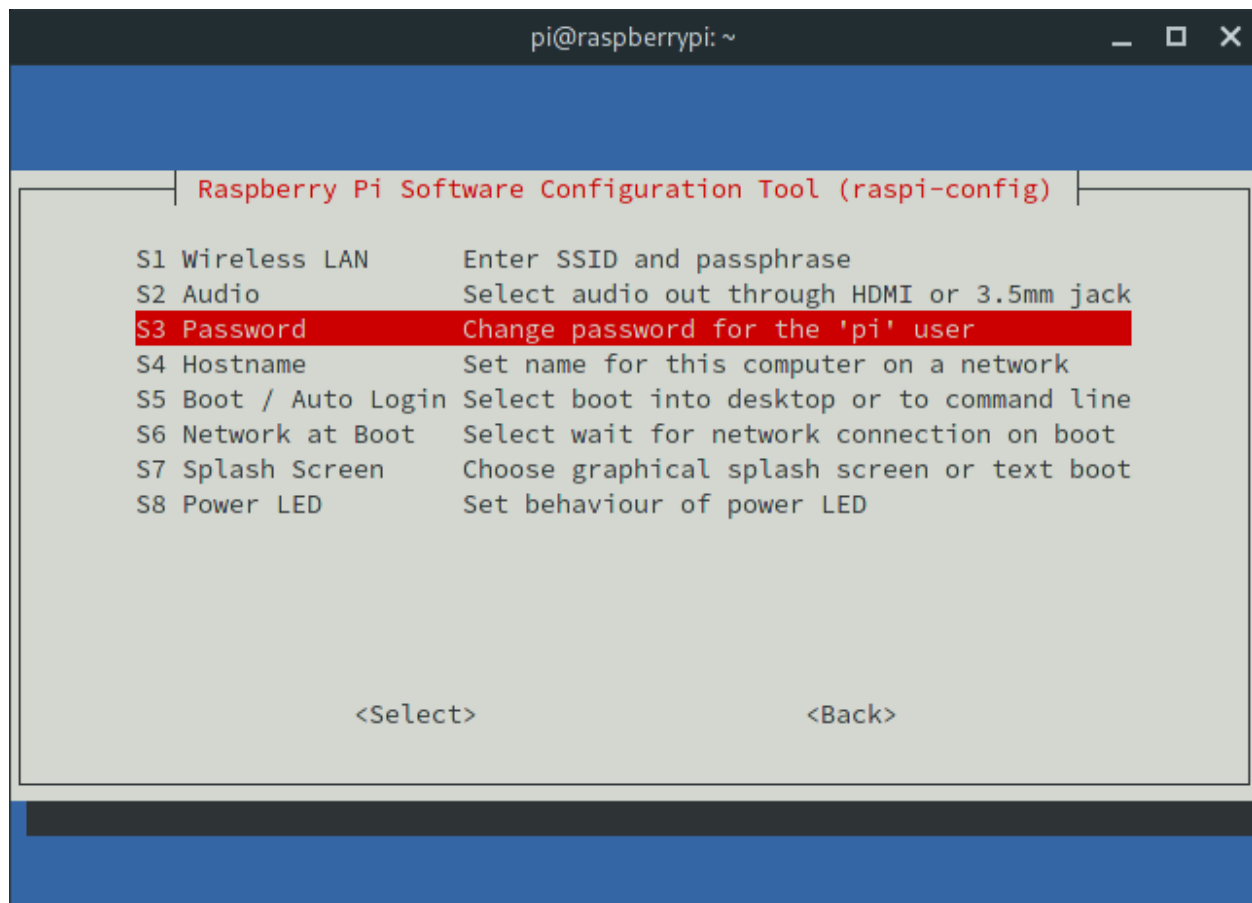 pi@raspberrypi: ~
Raspberry Pi Software Configuration Tool (raspi-config)
S1 Wireless LAN Enter SSID and passphrase
S2 Audio Select audio out through HDMI or 3.5mm jack
S3 Password Change password for the 'pi' user
S4 Hostname Set name for this computer on a network
S5 Boot / Auto Login Select boot into desktop or to command line
S6 Network at Boot Select wait for network connection on boot
S7 Splash Screen Choose graphical splash screen or text boot
S8 Power LED Set behaviour of power LED
<Select> <Back>